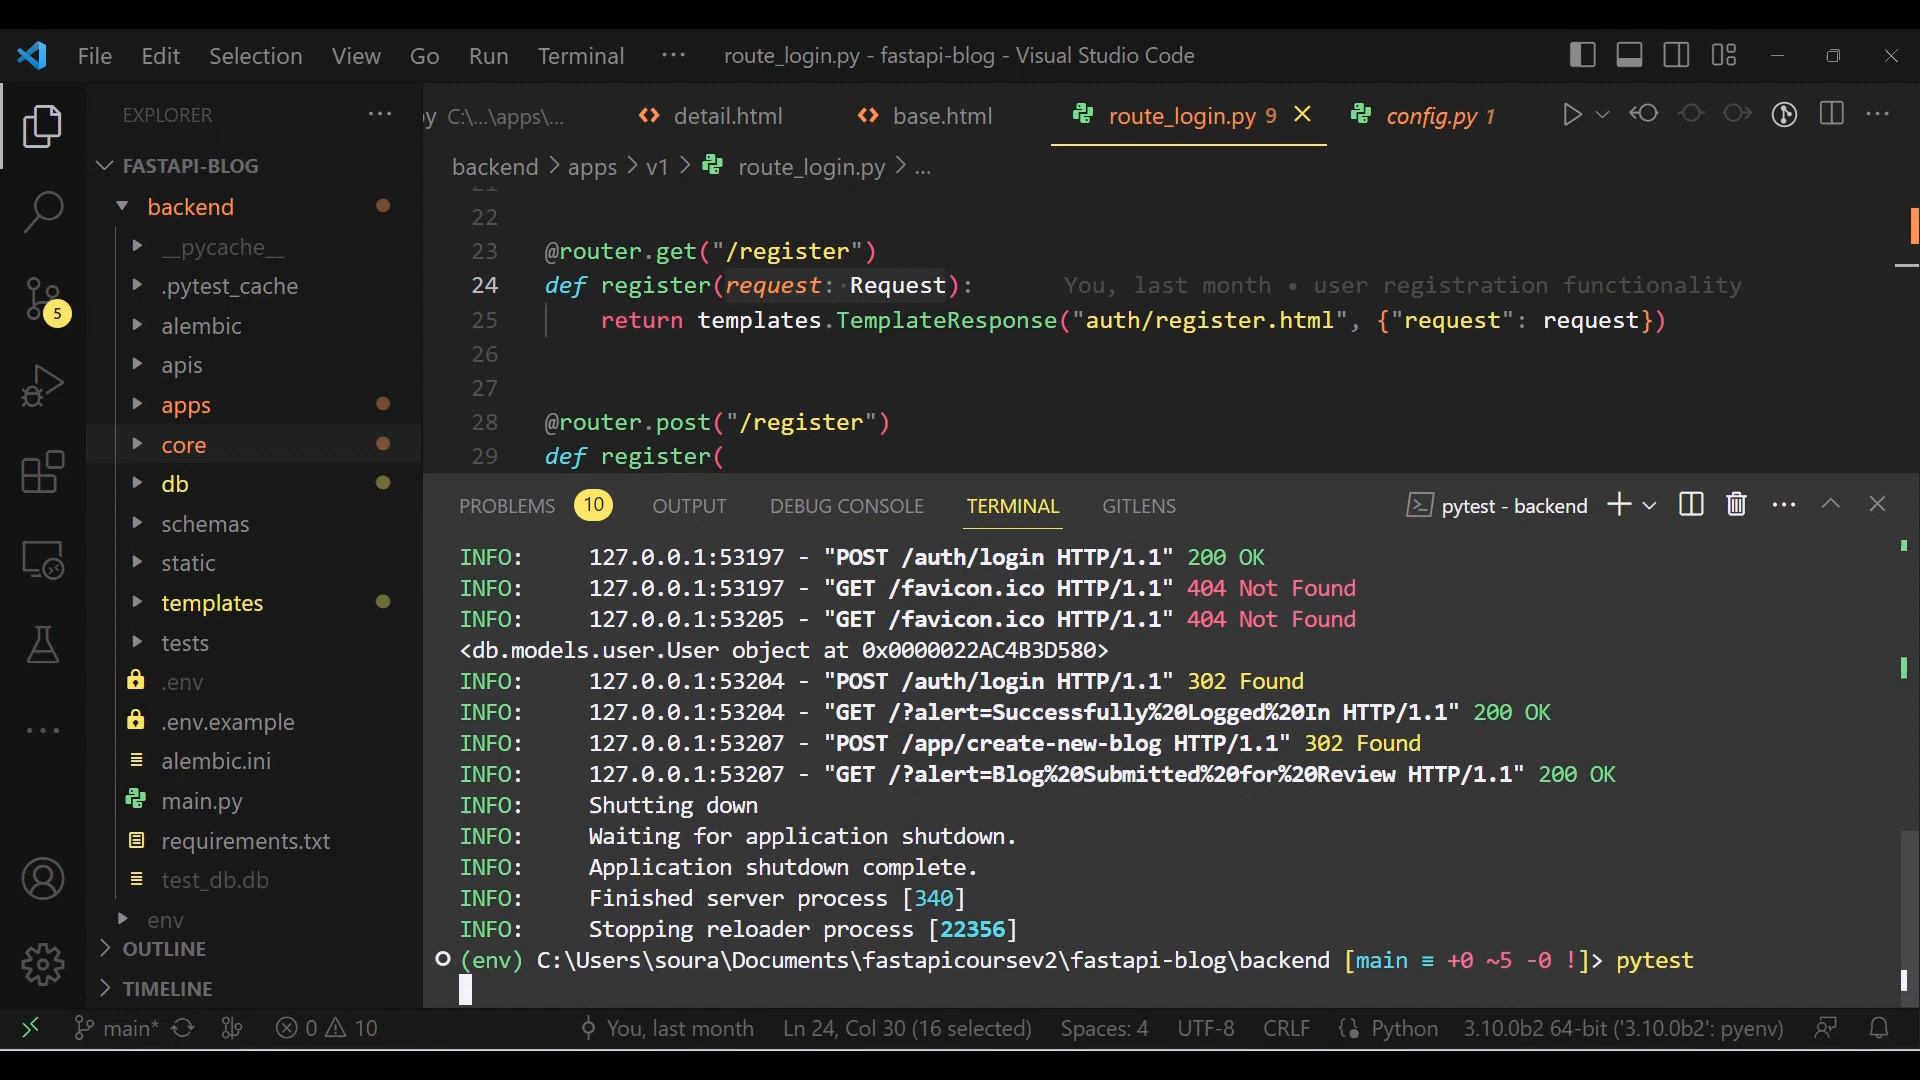 File Edit Selection View Go Run Terminal ··· route_login.py - fastapi-blog - Visual Studio Code
EXPLORER ···
py C:\...\apps\... detail.html base.html route_login.py 9 config.py 1 ···
FASTAPI-BLOG
backend > apps > v1 > route_login.py > ...
backend
__pycache__
.pytest_cache
alembic
apis
apps
core
db
schemas
static
templates
tests
.env
.env.example
alembic.ini
main.py
requirements.txt
test_db.db
env
OUTLINE
TIMELINE
5
21
22
23 @router.get("/register")
24 def register(request: Request): You, last month • user registration functionality
25 return templates.TemplateResponse("auth/register.html", {"request": request})
26
27
28 @router.post("/register")
29 def register(
PROBLEMS 10 OUTPUT DEBUG CONSOLE TERMINAL GITLENS pytest - backend ···
INFO: 127.0.0.1:53197 - "POST /auth/login HTTP/1.1" 200 OK
INFO: 127.0.0.1:53197 - "GET /favicon.ico HTTP/1.1" 404 Not Found
INFO: 127.0.0.1:53205 - "GET /favicon.ico HTTP/1.1" 404 Not Found
<db.models.user.User object at 0x0000022AC4B3D580>
INFO: 127.0.0.1:53204 - "POST /auth/login HTTP/1.1" 302 Found
INFO: 127.0.0.1:53204 - "GET /?alert=Successfully%20Logged%20In HTTP/1.1" 200 OK
INFO: 127.0.0.1:53207 - "POST /app/create-new-blog HTTP/1.1" 302 Found
INFO: 127.0.0.1:53207 - "GET /?alert=Blog%20Submitted%20for%20Review HTTP/1.1" 200 OK
INFO: Shutting down
INFO: Waiting for application shutdown.
INFO: Application shutdown complete.
INFO: Finished server process [340]
INFO: Stopping reloader process [22356]
(env) C:\Users\soura\Documents\fastapicoursev2\fastapi-blog\backend [main ≡ +0 ~5 -0 !]> pytest
main* 0 10 You, last month Ln 24, Col 30 (16 selected) Spaces: 4 UTF-8 CRLF Python 3.10.0b2 64-bit ('3.10.0b2': pyenv)